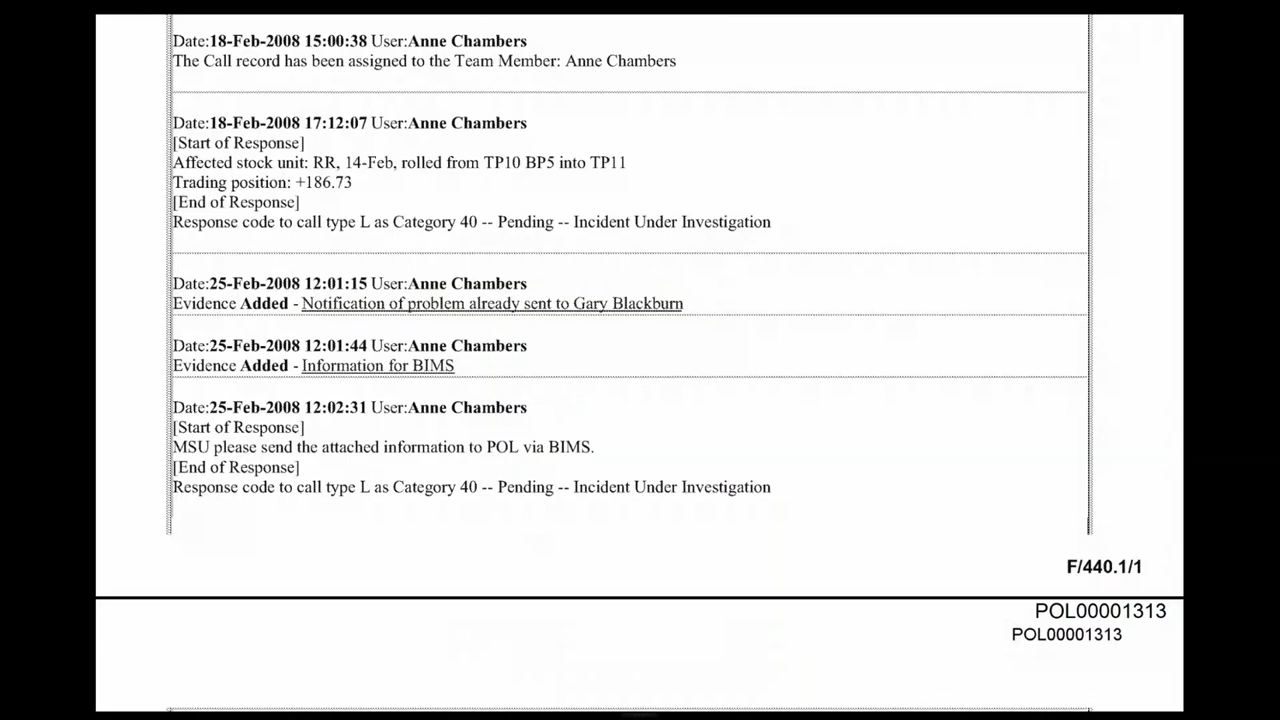 Date:18-Feb-2008 15:00:38 User:Anne Chambers
The Call record has been assigned to the Team Member: Anne Chambers
Date:18-Feb-2008 17:12:07 User:Anne Chambers
[Start of Response]
Affected stock unit: RR, 14-Feb, rolled from TP10 BP5 into TP11
Trading position: +186.73
[End of Response]
Response code to call type L as Category 40 -- Pending -- Incident Under Investigation
Date:25-Feb-2008 12:01:15 User:Anne Chambers
Evidence Added - Notification of problem already sent to Gary Blackburn
Date:25-Feb-2008 12:01:44 User:Anne Chambers
Evidence Added - Information for BIMS
Date:25-Feb-2008 12:02:31 User:Anne Chambers
[Start of Response]
MSU please send the attached information to POL via BIMS.
[End of Response]
Response code to call type L as Category 40 -- Pending -- Incident Under Investigation
F/440.1/1
POL00001313
POL00001313